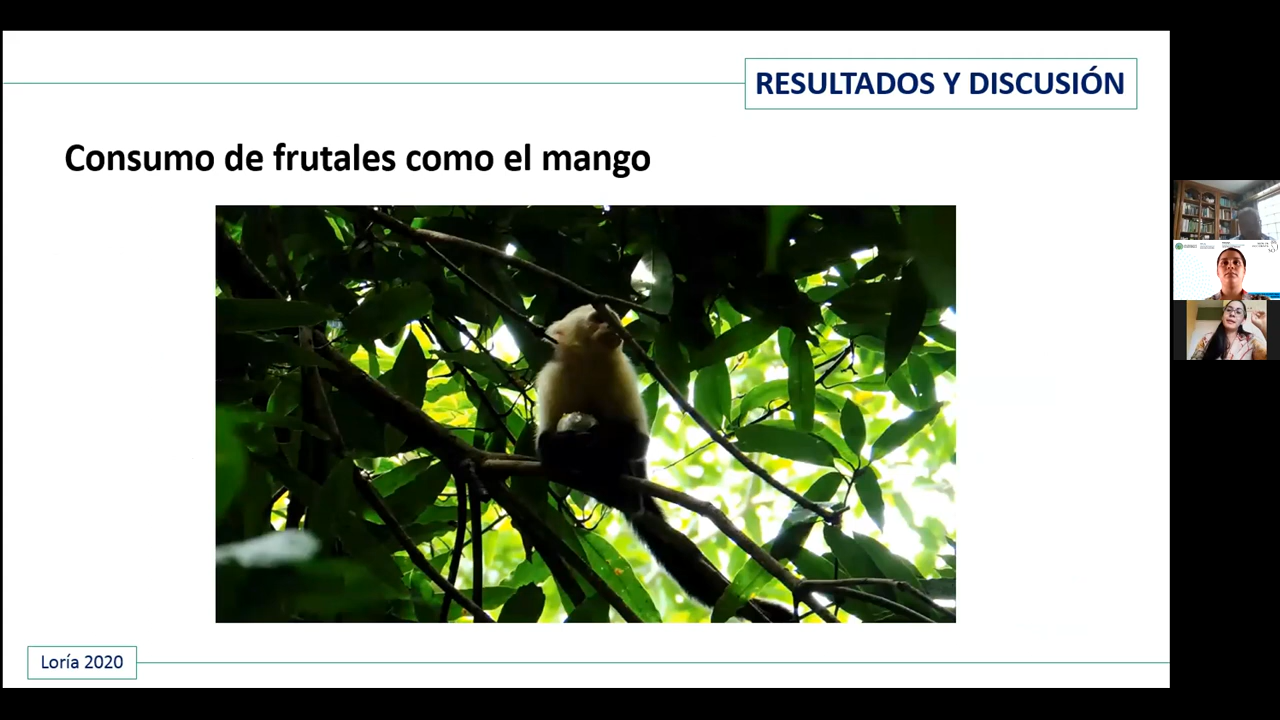 RESULTADOS Y DISCUSIÓN
Consumo de frutales como el mango
Loría 2020